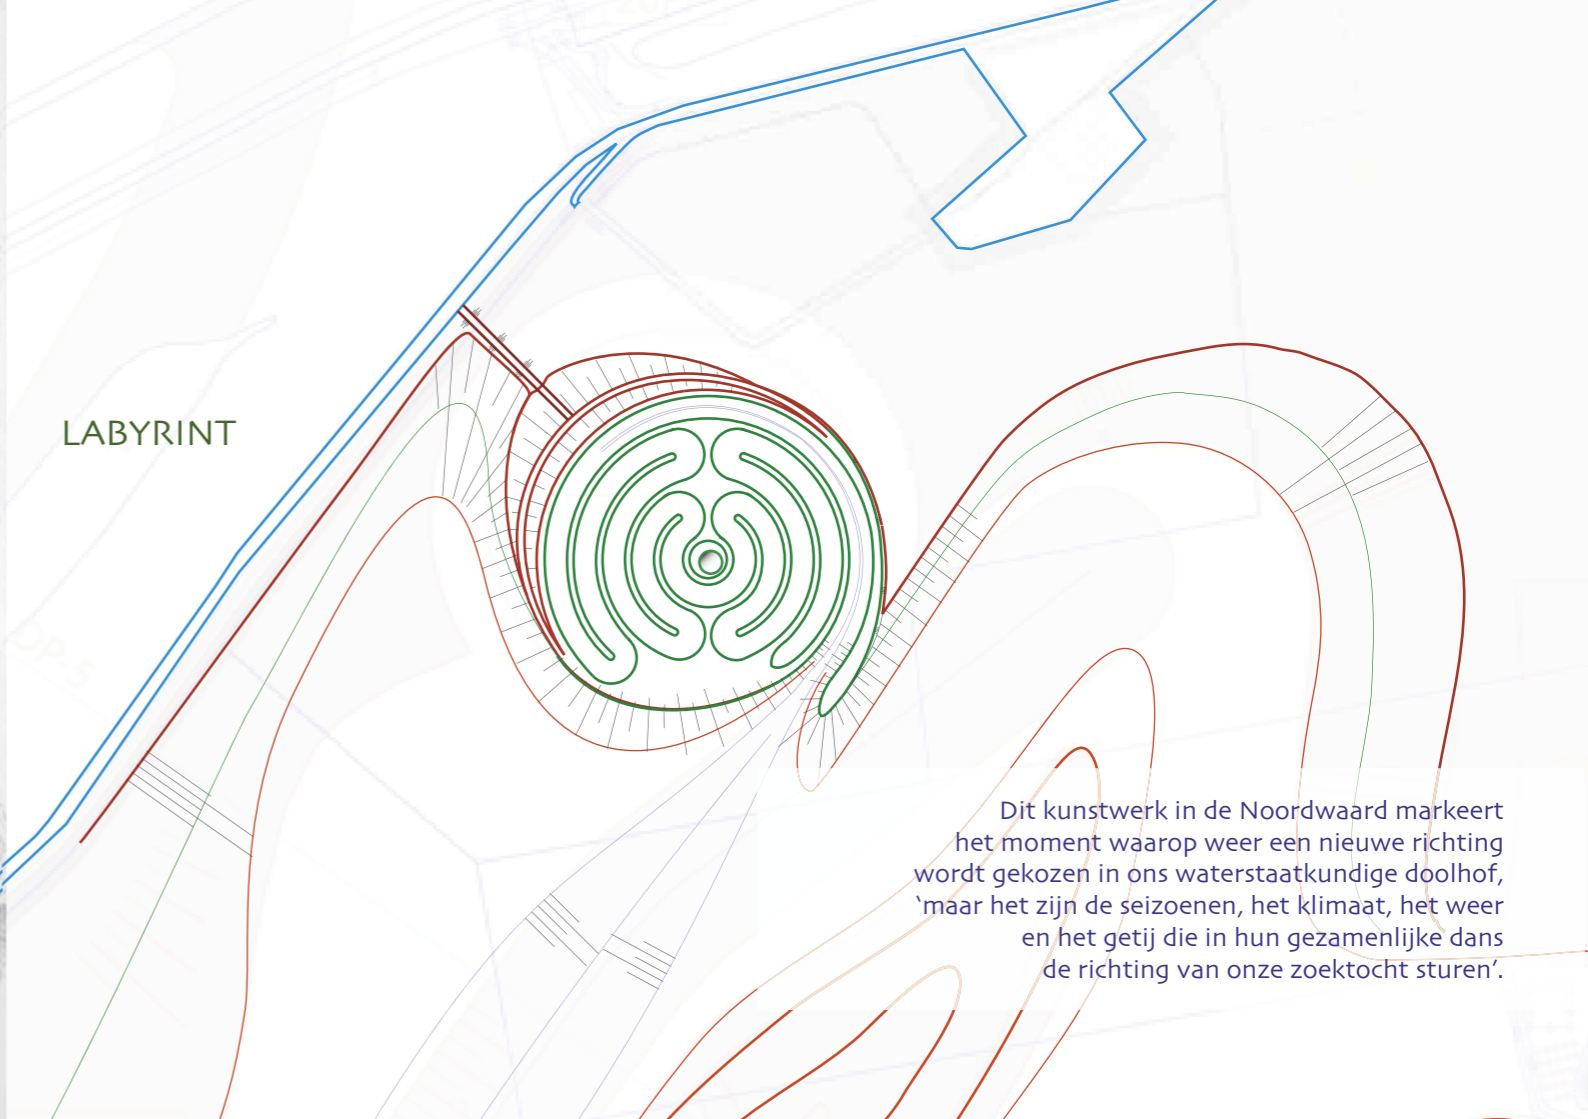 LABYRINT
Dit kunstwerk in de Noordwaard markeert
het moment waarop weer een nieuwe richting
wordt gekozen in ons waterstaatkundige doolhof,
‘maar het zijn de seizoenen, het klimaat, het weer
en het getij die in hun gezamenlijke dans
de richting van onze zoektocht sturen’.
DP-5